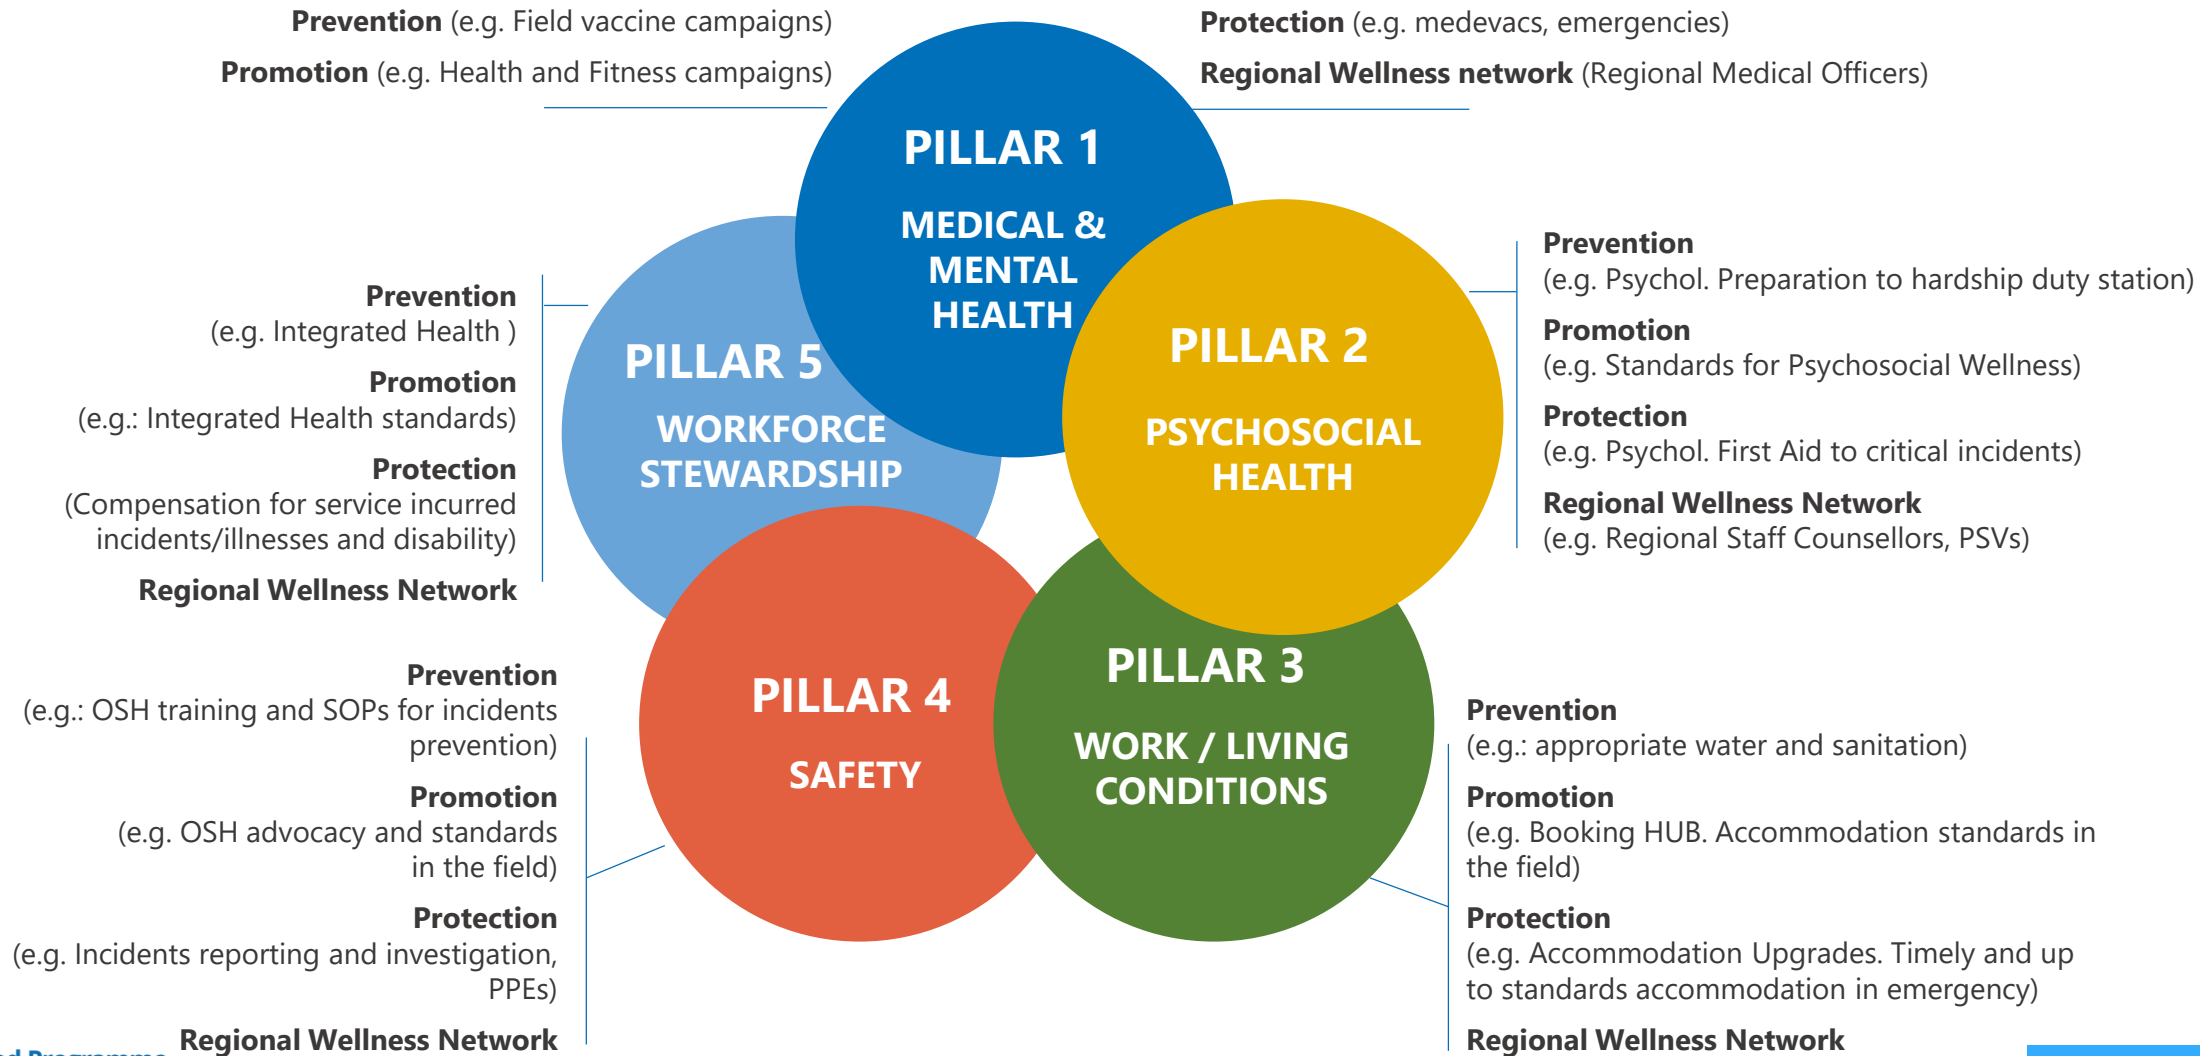 Prevention (e.g. Field vaccine campaigns)
Promotion (e.g. Health and Fitness campaigns)
Protection (e.g. medevacs, emergencies)
Regional Wellness network (Regional Medical Officers)
PILLAR 1
MEDICAL &
MENTAL
HEALTH
PILLAR 2
PSYCHOSOCIAL
HEALTH
Prevention
(e.g. Psychol. Preparation to hardship duty station)
Promotion
(e.g. Standards for Psychosocial Wellness)
Protection
(e.g. Psychol. First Aid to critical incidents)
Regional Wellness Network
(e.g. Regional Staff Counsellors, PSVs)
Prevention
(e.g. Integrated Health )
Promotion
(e.g.: Integrated Health standards)
Protection
(Compensation for service incurred
incidents/illnesses and disability)
Regional Wellness Network
PILLAR 5
WORKFORCE
STEWARDSHIP
PILLAR 4
SAFETY
PILLAR 3
WORK / LIVING
CONDITIONS
Prevention
(e.g.: OSH training and SOPs for incidents
prevention)
Promotion
(e.g. OSH advocacy and standards
in the field)
Protection
(e.g. Incidents reporting and investigation,
PPEs)
Regional Wellness Network
Prevention
(e.g.: appropriate water and sanitation)
Promotion
(e.g. Booking HUB. Accommodation standards in
the field)
Protection
(e.g. Accommodation Upgrades. Timely and up
to standards accommodation in emergency)
Regional Wellness Network
Programme